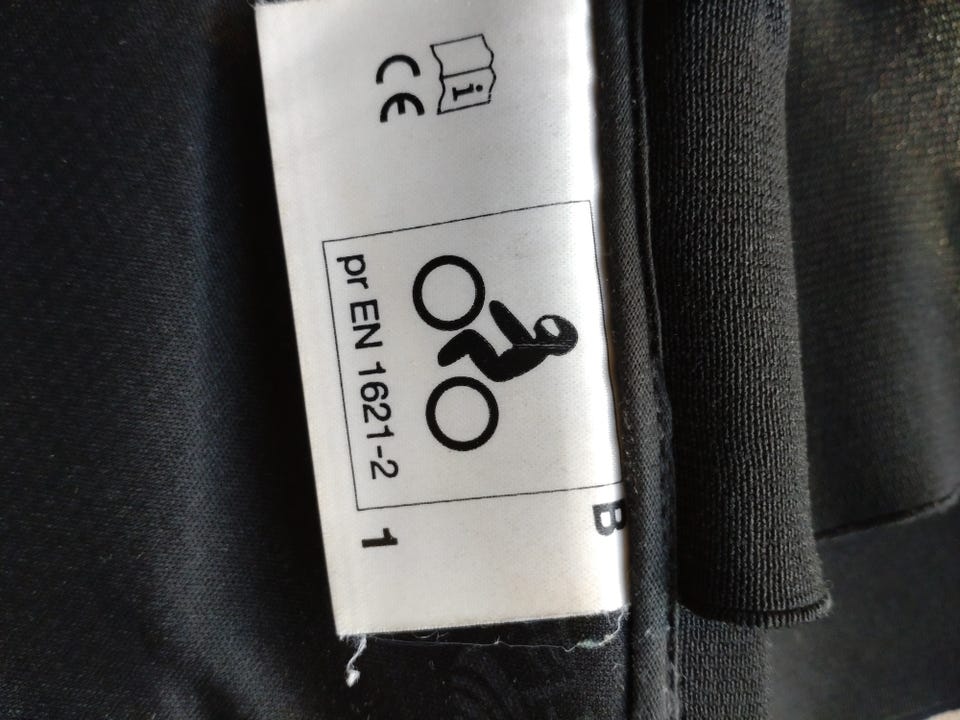 CE i
B
pr EN 1621-2
1